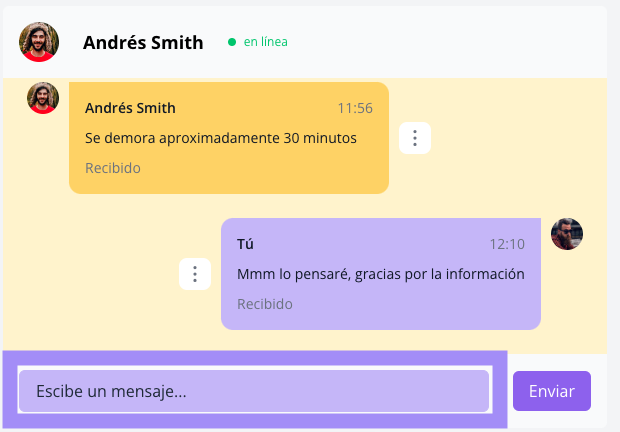 Andrés Smith
en línea
Andrés Smith 11:56
Se demora aproximadamente 30 minutos
Recibido
Tú 12:10
Mmm lo pensaré, gracias por la información
Recibido
Escibe un mensaje...
Enviar